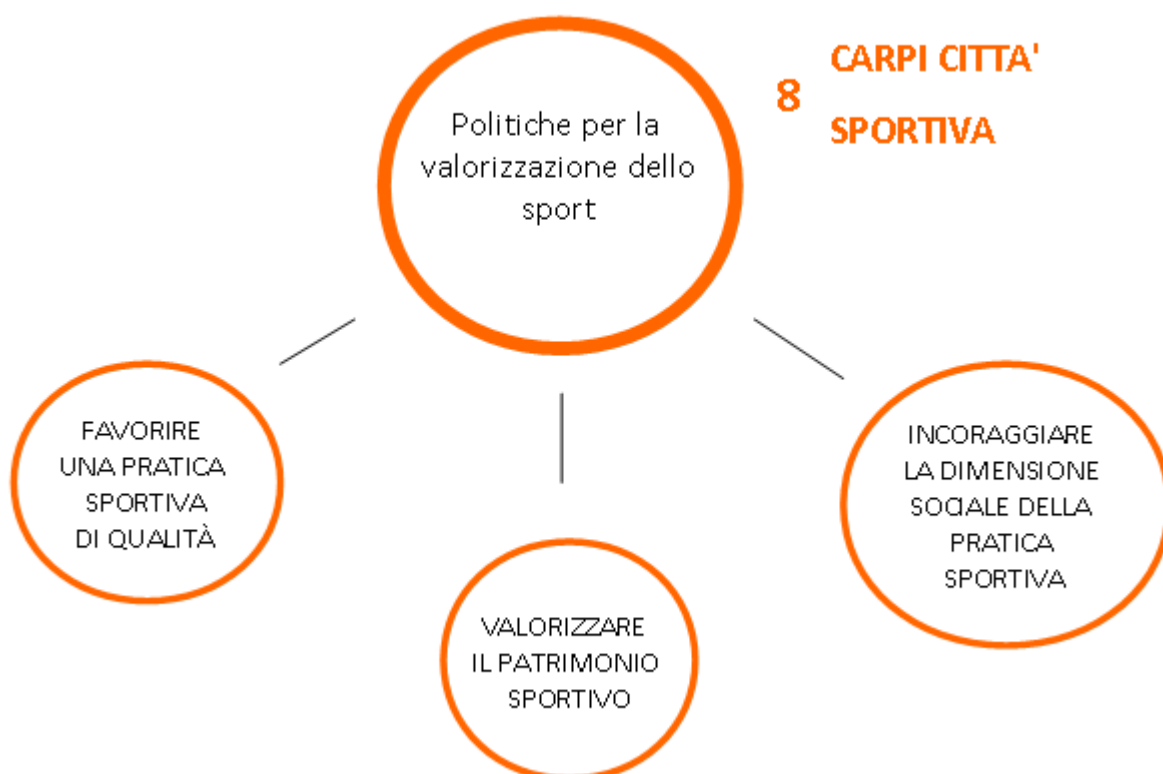 8
CARPI CITTA'
SPORTIVA
Politiche per la
valorizzazione dello
sport
FAVORIRE
UNA PRATICA
SPORTIVA
DI QUALITÀ
VALORIZZARE
IL PATRIMONIO
SPORTIVO
INCORAGGIARE
LA DIMENSIONE
SOCIALE DELLA
PRATICA
SPORTIVA